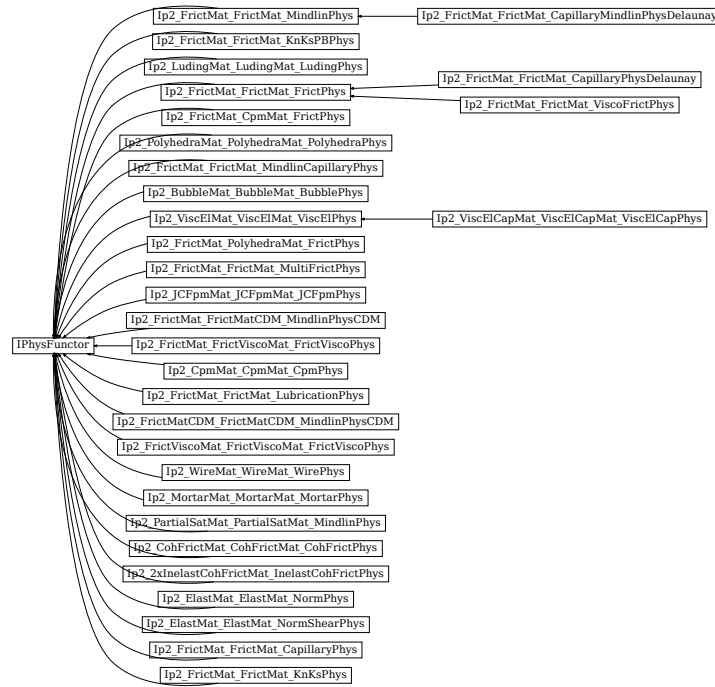 Ip2_FrictMat_FrictMat_MindlinPhys
Ip2_FrictMat_FrictMat_CapillaryMindlinPhysDelaunay
Ip2_FrictMat_FrictMat_KnKsPBPhys
Ip2_LudingMat_LudingMat_LudingPhys
Ip2_FrictMat_FrictMat_CapillaryPhysDelaunay
Ip2_FrictMat_FrictMat_FrictPhys
Ip2_FrictMat_FrictMat_ViscoFrictPhys
Ip2_FrictMat_CpmMat_FrictPhys
Ip2_PolyhedraMat_PolyhedraMat_PolyhedraPhys
Ip2_FrictMat_FrictMat_MindlinCapillaryPhys
Ip2_BubbleMat_BubbleMat_BubblePhys
Ip2_ViscElMat_ViscElMat_ViscElPhys
Ip2_ViscElCapMat_ViscElCapMat_ViscElCapPhys
Ip2_FrictMat_PolyhedraMat_FrictPhys
Ip2_FrictMat_FrictMat_MultiFrictPhys
Ip2_JCFpmMat_JCFpmMat_JCFpmPhys
Ip2_FrictMat_FrictMatCDM_MindlinPhysCDM
IPhysFunctor
Ip2_FrictMat_FrictViscoMat_FrictViscoPhys
Ip2_CpmMat_CpmMat_CpmPhys
Ip2_FrictMat_FrictMat_LubricationPhys
Ip2_FrictMatCDM_FrictMatCDM_MindlinPhysCDM
Ip2_FrictViscoMat_FrictViscoMat_FrictViscoPhys
Ip2_WireMat_WireMat_WirePhys
Ip2_MortarMat_MortarMat_MortarPhys
Ip2_PartialSatMat_PartialSatMat_MindlinPhys
Ip2_CohFrictMat_CohFrictMat_CohFrictPhys
Ip2_2xInelastCohFrictMat_InelastCohFrictPhys
Ip2_ElastMat_ElastMat_NormPhys
Ip2_ElastMat_ElastMat_NormShearPhys
Ip2_FrictMat_FrictMat_CapillaryPhys
Ip2_FrictMat_FrictMat_KnKsPhys